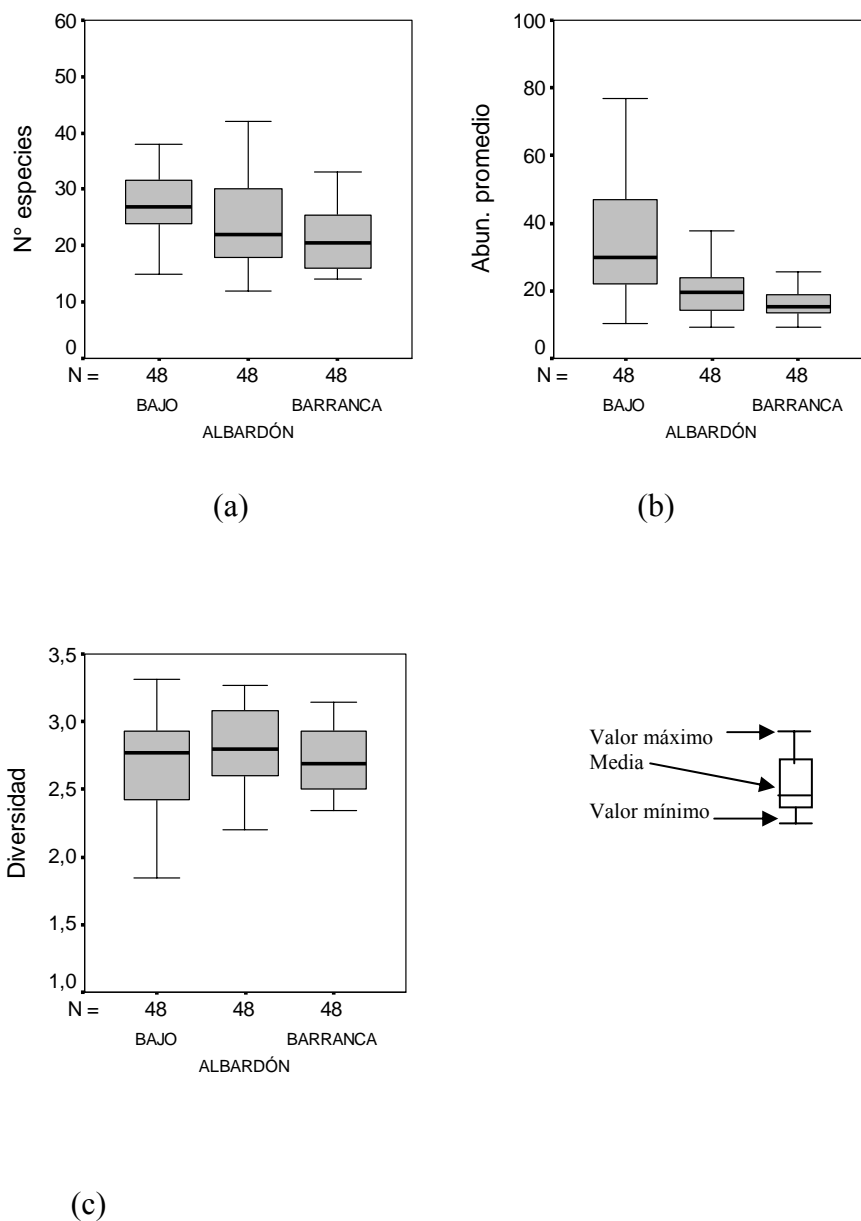 60
50
40
30
20
10
0
N° especies
N = 48 48 48
BAJO BARRANCA
ALBARDÓN
(a)
100
80
60
40
20
0
Abun. promedio
N = 48 48 48
BAJO BARRANCA
ALBARDÓN
(b)
3,5
3,0
2,5
2,0
1,5
1,0
Diversidad
N = 48 48 48
BAJO BARRANCA
ALBARDÓN
(c)
Valor máximo
Media
Valor mínimo